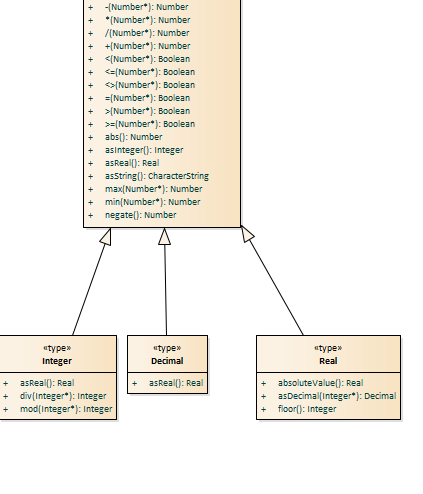 + -(Number*): Number
+ *(Number*): Number
+ /(Number*): Number
+ +(Number*): Number
+ <(Number*): Boolean
+ <=(Number*): Boolean
+ <>(Number*): Boolean
+ =(Number*): Boolean
+ >(Number*): Boolean
+ >=(Number*): Boolean
+ abs(): Number
+ asInteger(): Integer
+ asReal(): Real
+ asString(): CharacterString
+ max(Number*): Number
+ min(Number*): Number
+ negate(): Number
«type»
Integer
+ asReal(): Real
+ div(Integer*): Integer
+ mod(Integer*): Integer
«type»
Decimal
+ asReal(): Real
«type»
Real
+ absoluteValue(): Real
+ asDecimal(Integer*): Decimal
+ floor(): Integer